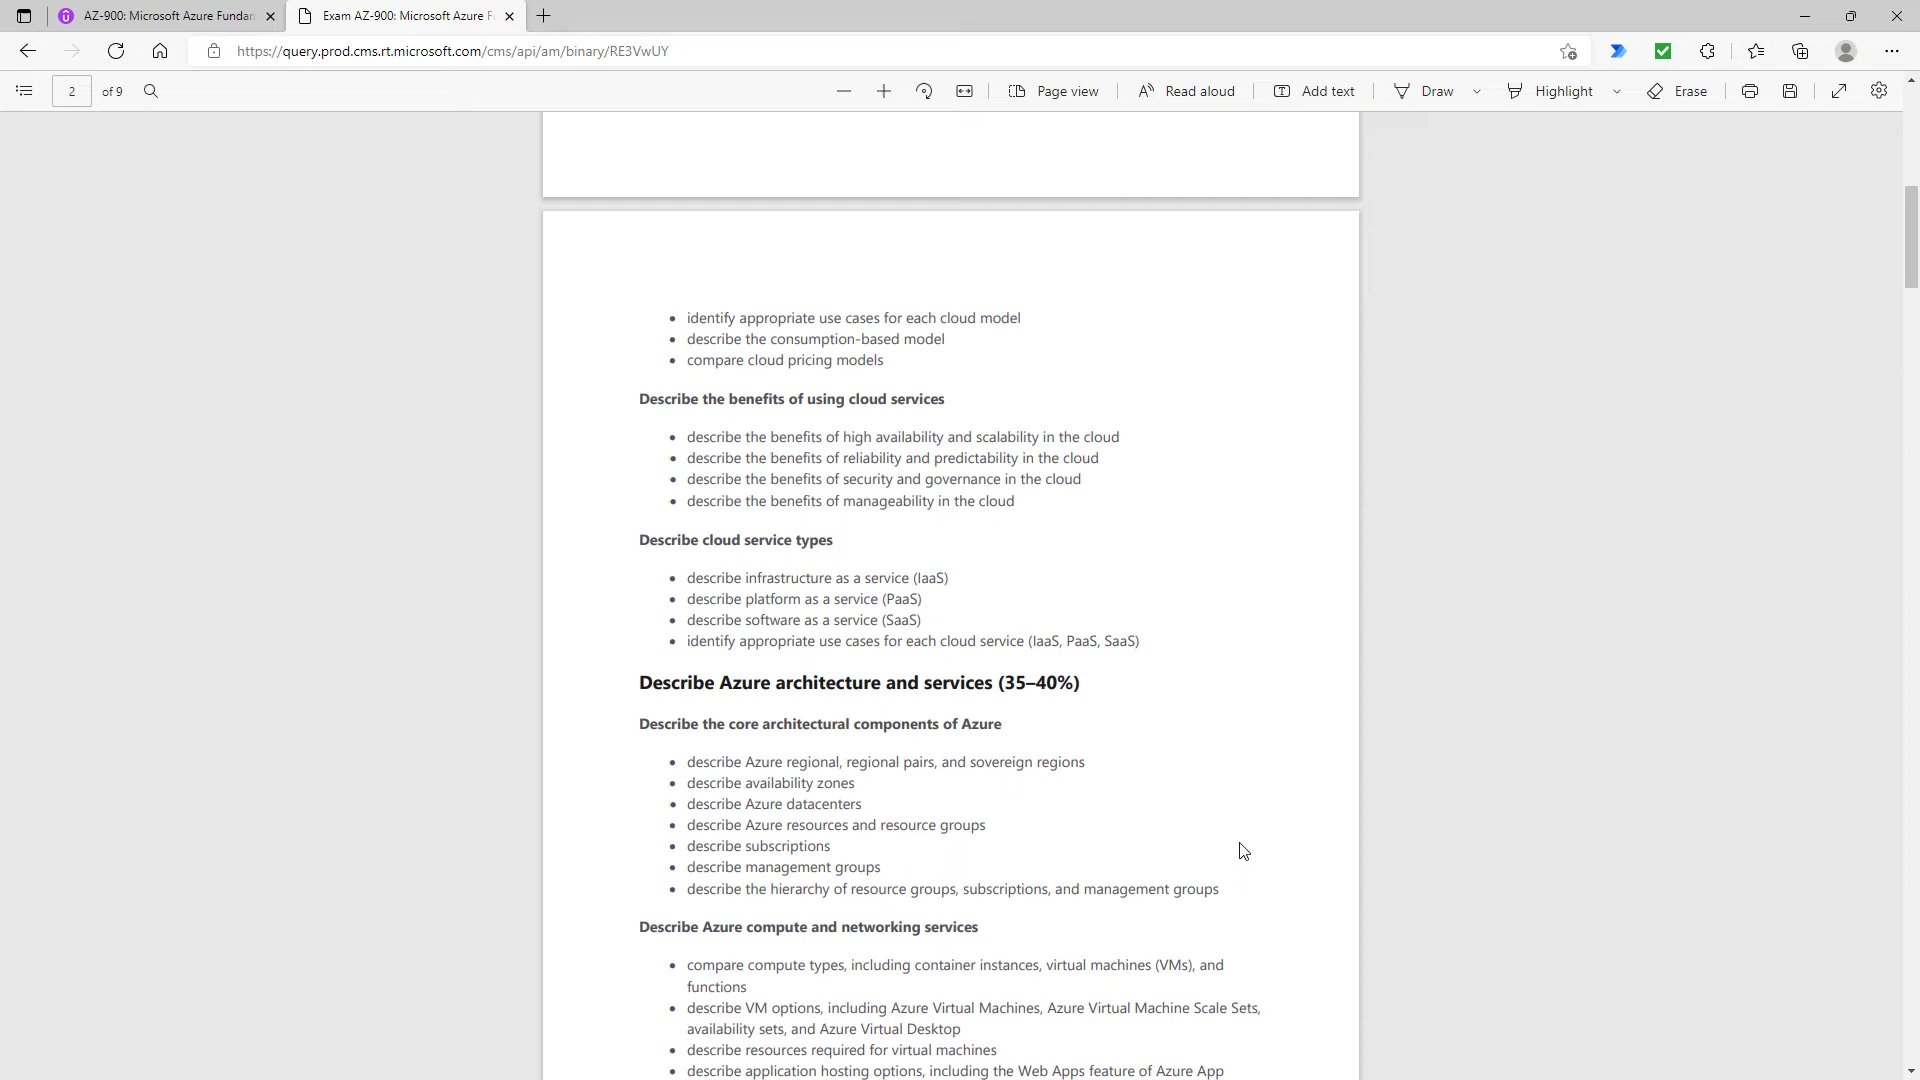 AZ-900: Microsoft Azure Fundam
Exam AZ-900: Microsoft Azure F
https://query.prod.cms.rt.microsoft.com/cms/api/am/binary/RE3VwUY
2 of 9 Page view Read aloud Add text Draw Highlight Erase
• identify appropriate use cases for each cloud model
• describe the consumption-based model
• compare cloud pricing models
Describe the benefits of using cloud services
• describe the benefits of high availability and scalability in the cloud
• describe the benefits of reliability and predictability in the cloud
• describe the benefits of security and governance in the cloud
• describe the benefits of manageability in the cloud
Describe cloud service types
• describe infrastructure as a service (IaaS)
• describe platform as a service (PaaS)
• describe software as a service (SaaS)
• identify appropriate use cases for each cloud service (IaaS, PaaS, SaaS)
Describe Azure architecture and services (35–40%)
Describe the core architectural components of Azure
• describe Azure regional, regional pairs, and sovereign regions
• describe availability zones
• describe Azure datacenters
• describe Azure resources and resource groups
• describe subscriptions
• describe management groups
• describe the hierarchy of resource groups, subscriptions, and management groups
Describe Azure compute and networking services
• compare compute types, including container instances, virtual machines (VMs), and
functions
• describe VM options, including Azure Virtual Machines, Azure Virtual Machine Scale Sets,
availability sets, and Azure Virtual Desktop
• describe resources required for virtual machines
• describe application hosting options, including the Web Apps feature of Azure App